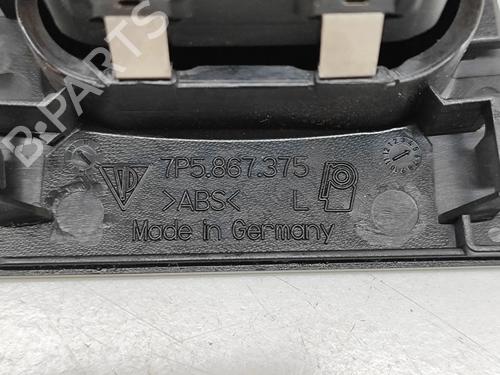 B-PARTS
7P5.867.375
>ABS< L
Made in Germany